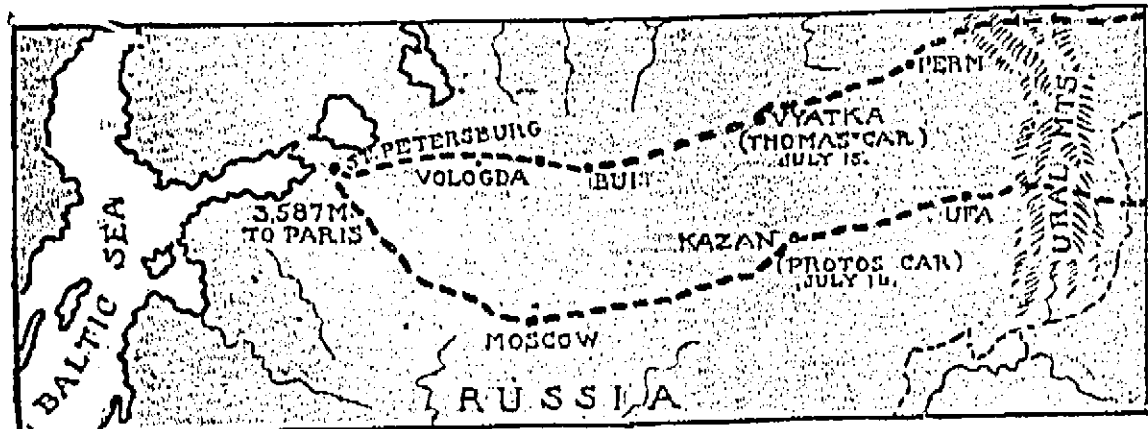 PERM
VYATKA
(THOMAS CAR)
JULY 15.
ST. PETERSBURG
VOLOGDA
BUI
3,587 M.
TO PARIS
URAL MTS
UFA
KAZAN
(PROTOS CAR)
JULY
MOSCOW
BALTIC SEA
RUSSIA